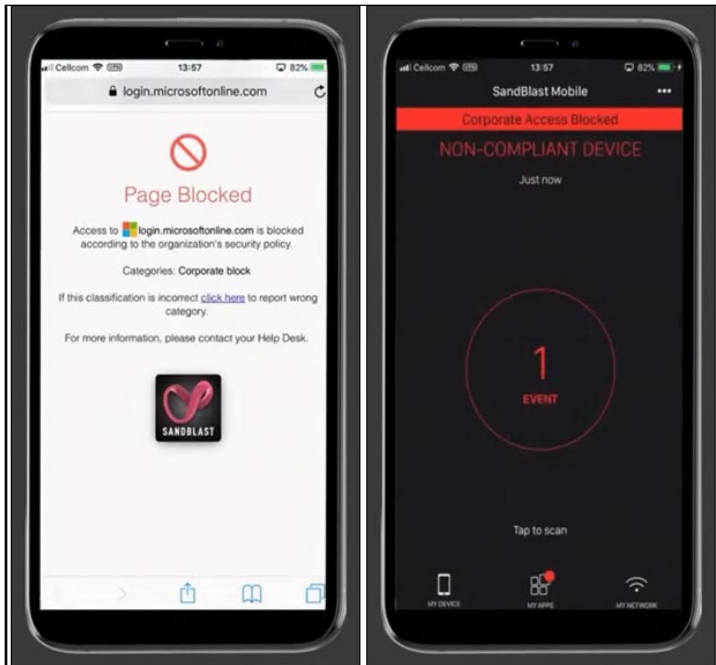 Cellcom VPN 13:57 82%
login.microsoftonline.com
Page Blocked
Access to login.microsoftonline.com is blocked
according to the organization's security policy.
Categories: Corporate block
If this classification is incorrect click here to report wrong
category.
For more information, please contact your Help Desk.
SANDBLAST
Cellcom VPN 13:57 82%
SandBlast Mobile
Corporate Access Blocked
NON-COMPLIANT DEVICE
Just now
1
EVENT
Tap to scan
MY DEVICE MY APPS MY NETWORK